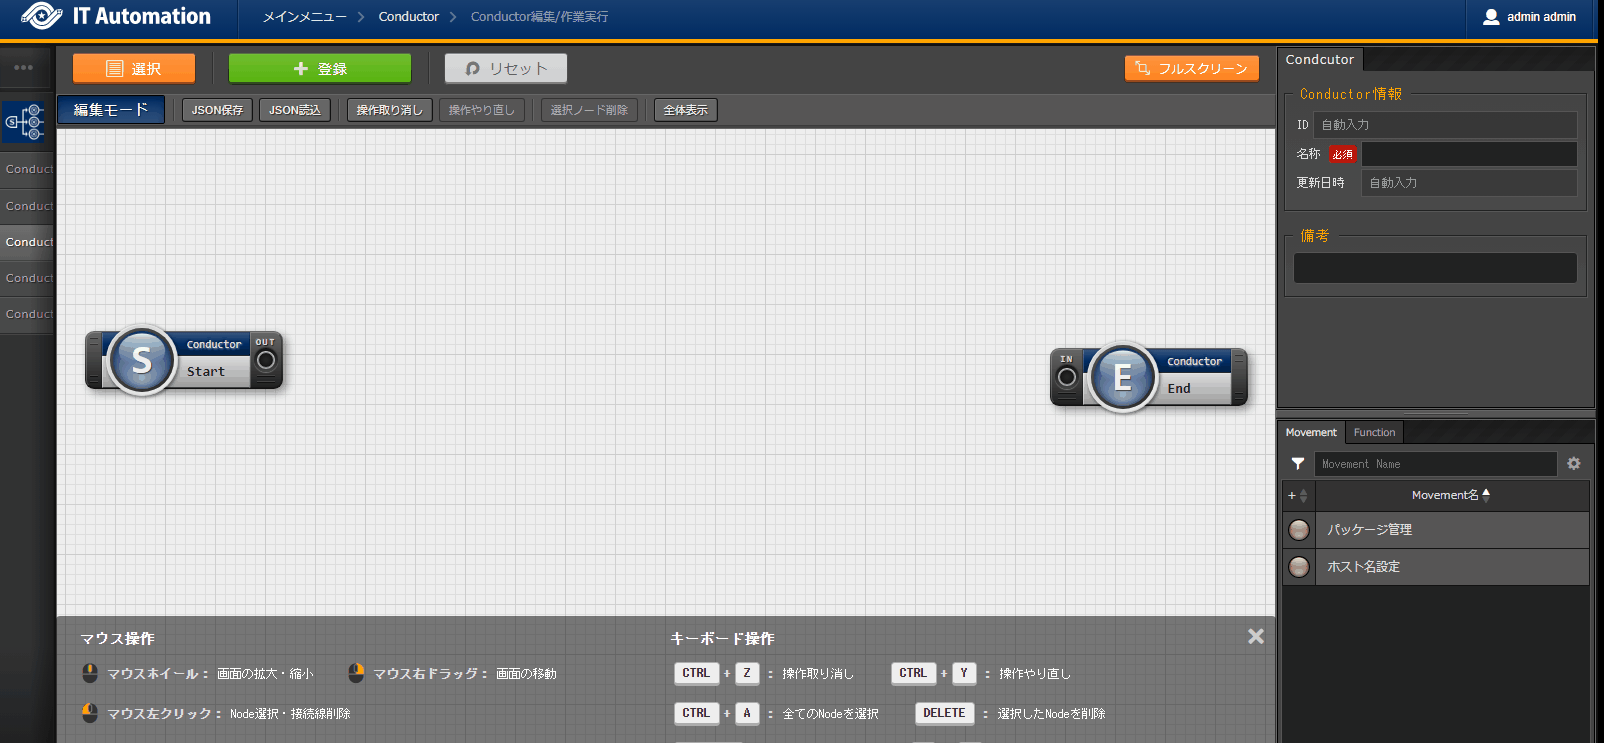 IT Automation
メインメニュー
Conductor
Conductor編集/作業実行
admin admin
選択
登録
リセット
フルスクリーン
編集モード
JSON保存
JSON読込
操作取り消し
操作やり直し
選択ノード削除
全体表示
Conduct
Conduct
Conduct
Conduct
Conduct
S
Conductor
Start
OUT
IN
E
Conductor
End
Condcutor
Conductor情報
ID
自動入力
名称
必須
更新日時
自動入力
備考
Movement
Function
Movement Name
+
Movement名
パッケージ管理
ホスト名設定
マウス操作
マウスホイール： 画面の拡大・縮小
マウス右ドラッグ： 画面の移動
マウス左クリック： Node選択・接続線削除
キーボード操作
CTRL + Z ： 操作取り消し
CTRL + Y ： 操作やり直し
CTRL + A ： 全てのNodeを選択
DELETE ： 選択したNodeを削除